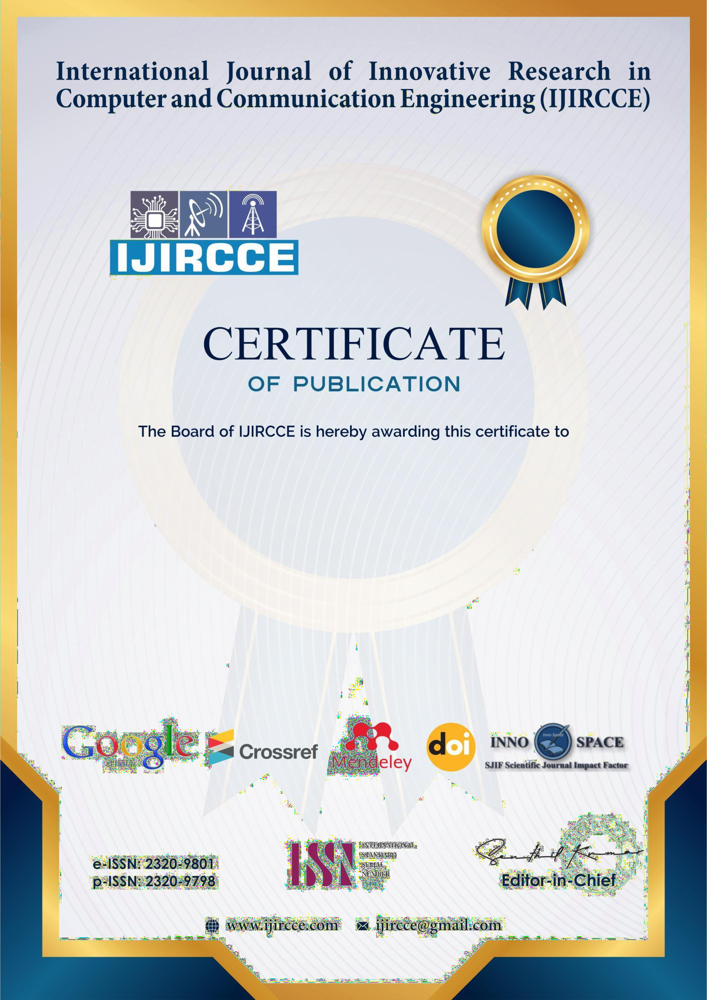 International Journal of Innovative Research in
Computer and Communication Engineering (IJIRCCE)
IJIRCCE
CERTIFICATE
OF PUBLICATION
The Board of IJIRCCE is hereby awarding this certificate to
Google
scholar
Crossref
Mendeley
doi
INNO Inno Space SPACE
SJIF Scientific Journal Impact Factor
e-ISSN: 2320-9801
p-ISSN: 2320-9798
ISSN
INTERNATIONAL
STANDARD
SERIAL
NUMBER
INDIA
Senthil Kumar
Editor-in-Chief
www.ijircce.com
ijircce@gmail.com